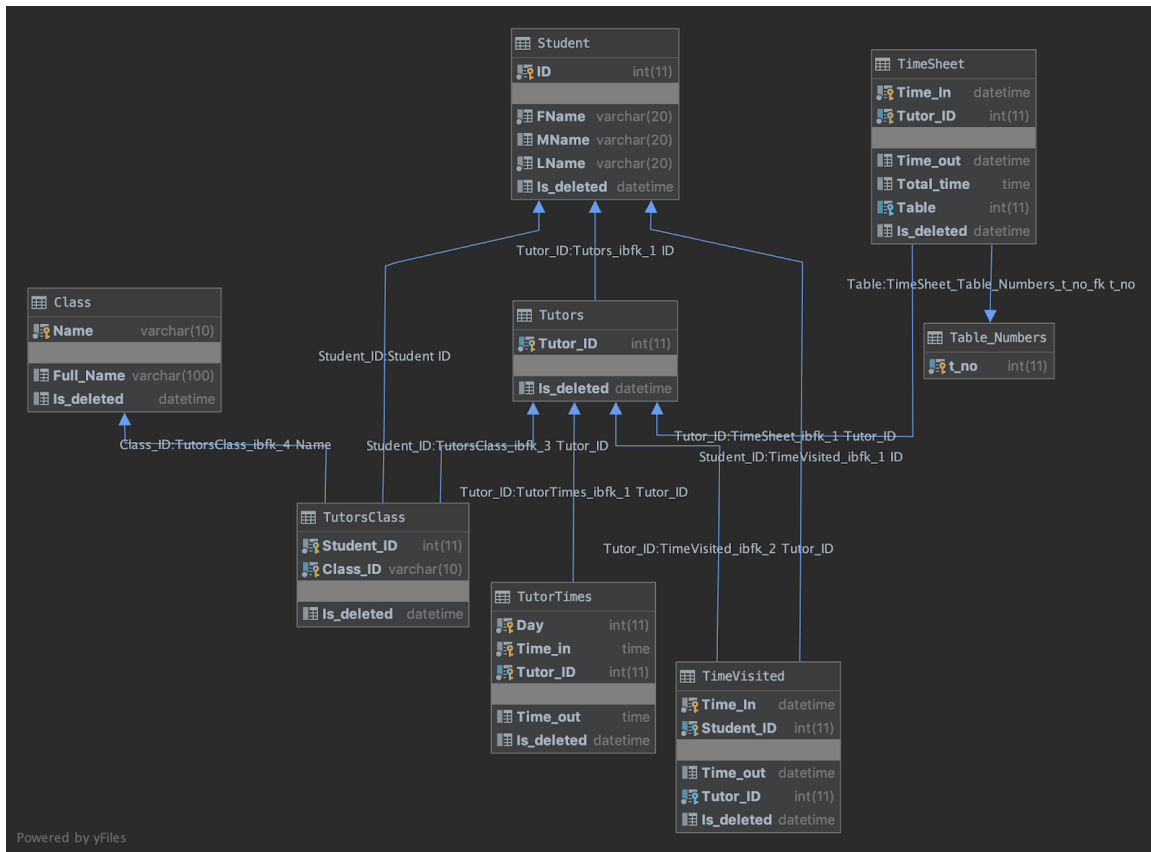 Student
ID int(11)
FName varchar(20)
MName varchar(20)
LName varchar(20)
Is_deleted datetime
TimeSheet
Time_In datetime
Tutor_ID int(11)
Time_out datetime
Total_time time
Table int(11)
Is_deleted datetime
Tutor_ID:Tutors_ibfk_1 ID
Table:TimeSheet_Table_Numbers_t_no_fk t_no
Class
Name varchar(10)
Full_Name varchar(100)
Is_deleted datetime
Tutors
Tutor_ID int(11)
Is_deleted datetime
Table_Numbers
t_no int(11)
Student_ID:Student ID
Class_ID:TutorsClass_ibfk_4 Name
Student_ID:TutorsClass_ibfk_3 Tutor_ID
Tutor_ID:TimeSheet_ibfk_1 Tutor_ID
Student_ID:TimeVisited_ibfk_1 ID
Tutor_ID:TutorTimes_ibfk_1 Tutor_ID
Tutor_ID:TimeVisited_ibfk_2 Tutor_ID
TutorsClass
Student_ID int(11)
Class_ID varchar(10)
Is_deleted datetime
TutorTimes
Day int(11)
Time_in time
Tutor_ID int(11)
Time_out time
Is_deleted datetime
TimeVisited
Time_In datetime
Student_ID int(11)
Time_out datetime
Tutor_ID int(11)
Is_deleted datetime
Powered by yFiles